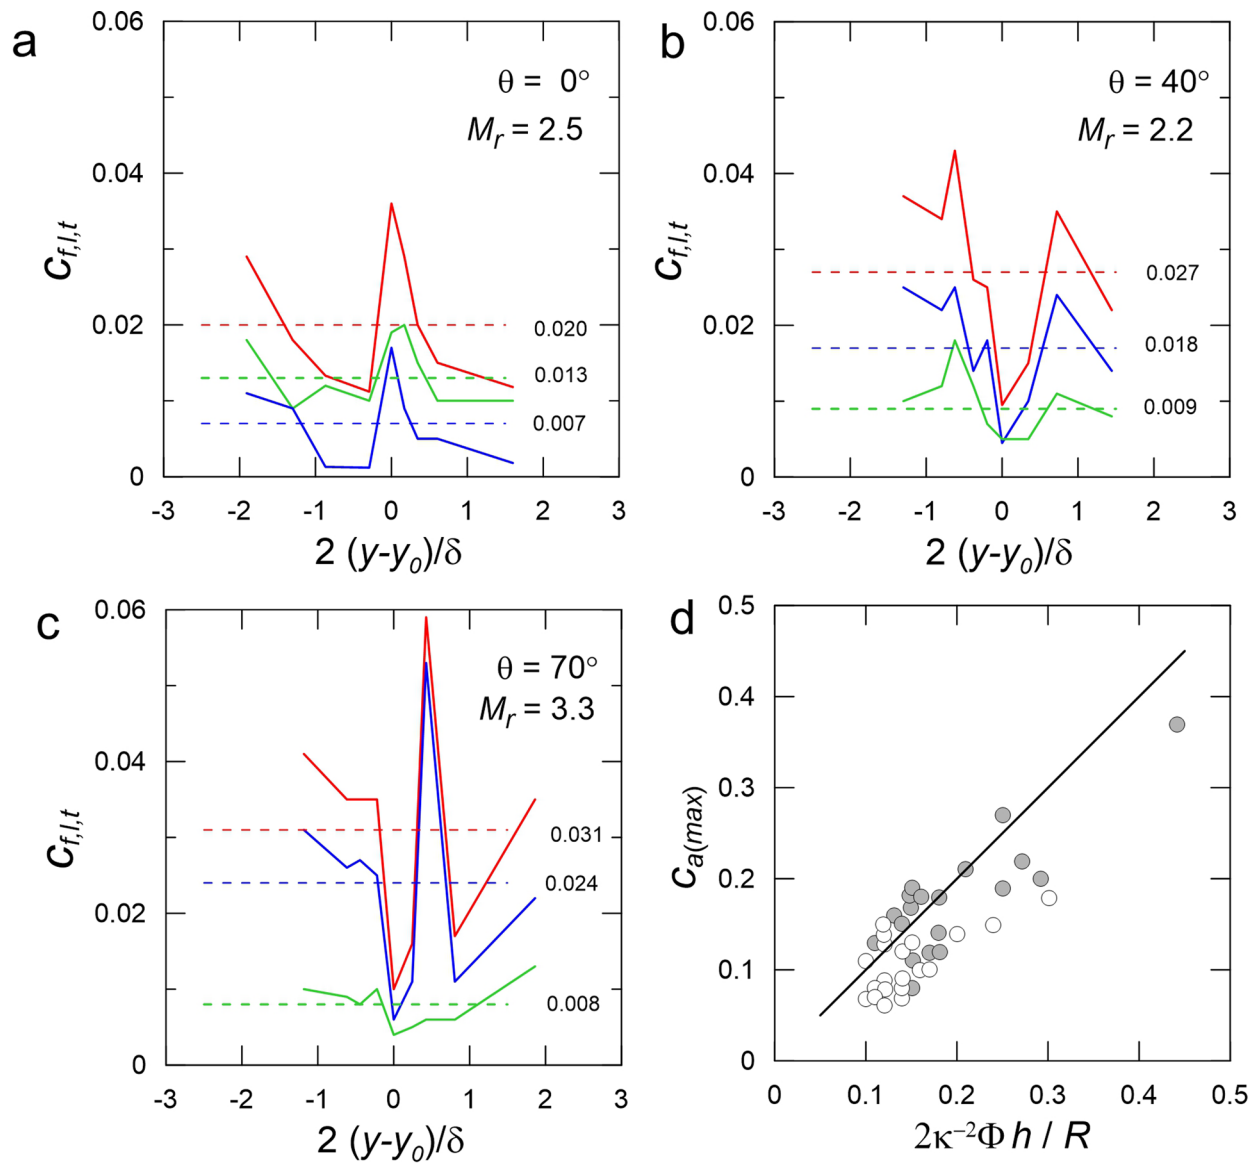 a
θ = 0°
M_r = 2.5
c_f,l,t
0.06
0.04
0.02
0
0.020
0.013
0.007
-3 -2 -1 0 1 2 3
2 (y-y_0)/δ
b
θ = 40°
M_r = 2.2
c_f,l,t
0.06
0.04
0.02
0
0.027
0.018
0.009
-3 -2 -1 0 1 2 3
2 (y-y_0)/δ
c
θ = 70°
M_r = 3.3
c_f,l,t
0.06
0.04
0.02
0
0.031
0.024
0.008
-3 -2 -1 0 1 2 3
2 (y-y_0)/δ
d
c_a(max)
0.5
0.4
0.3
0.2
0.1
0
0 0.1 0.2 0.3 0.4 0.5
2κ⁻²Φ h / R